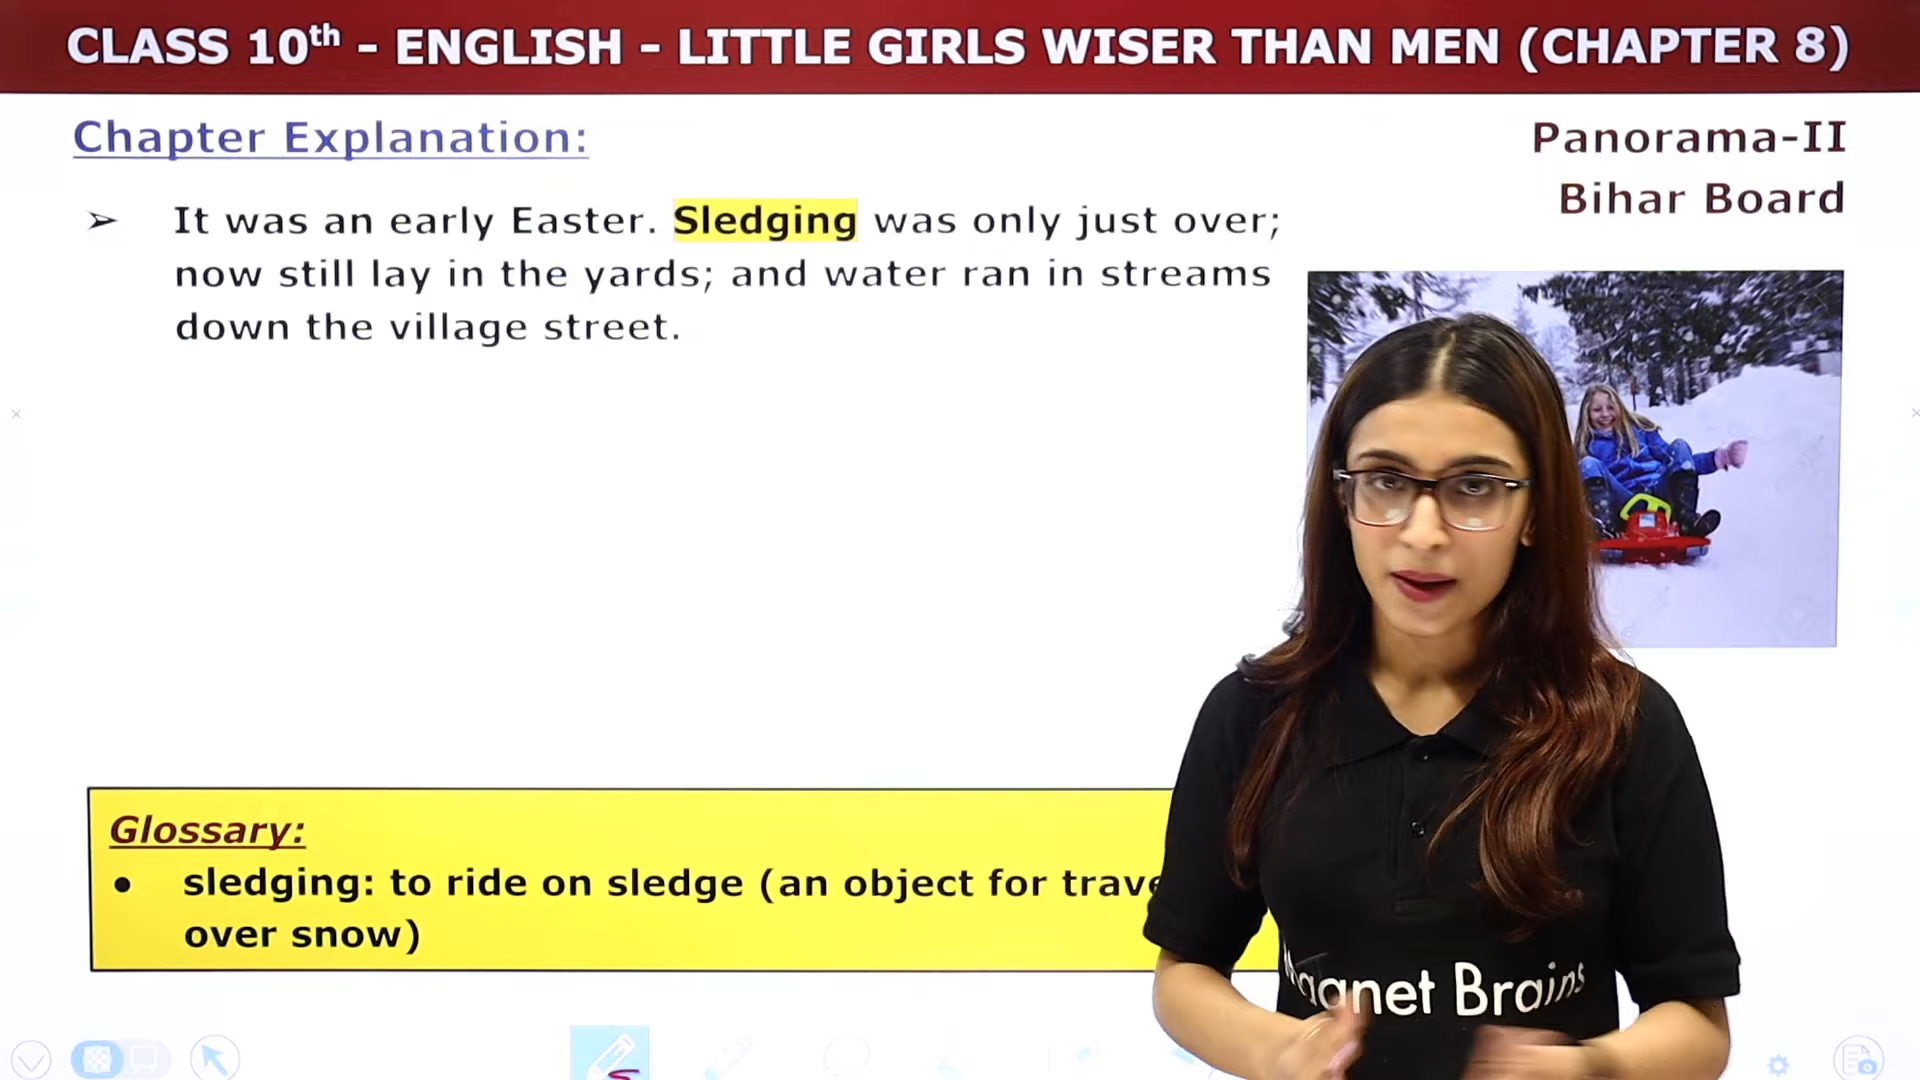 CLASS 10th - ENGLISH - LITTLE GIRLS WISER THAN MEN (CHAPTER 8)
Chapter Explanation:
Panorama-II
Bihar Board
➢ It was an early Easter. Sledging was only just over;
now still lay in the yards; and water ran in streams
down the village street.
Glossary:
• sledging: to ride on sledge (an object for
over snow)
Brains